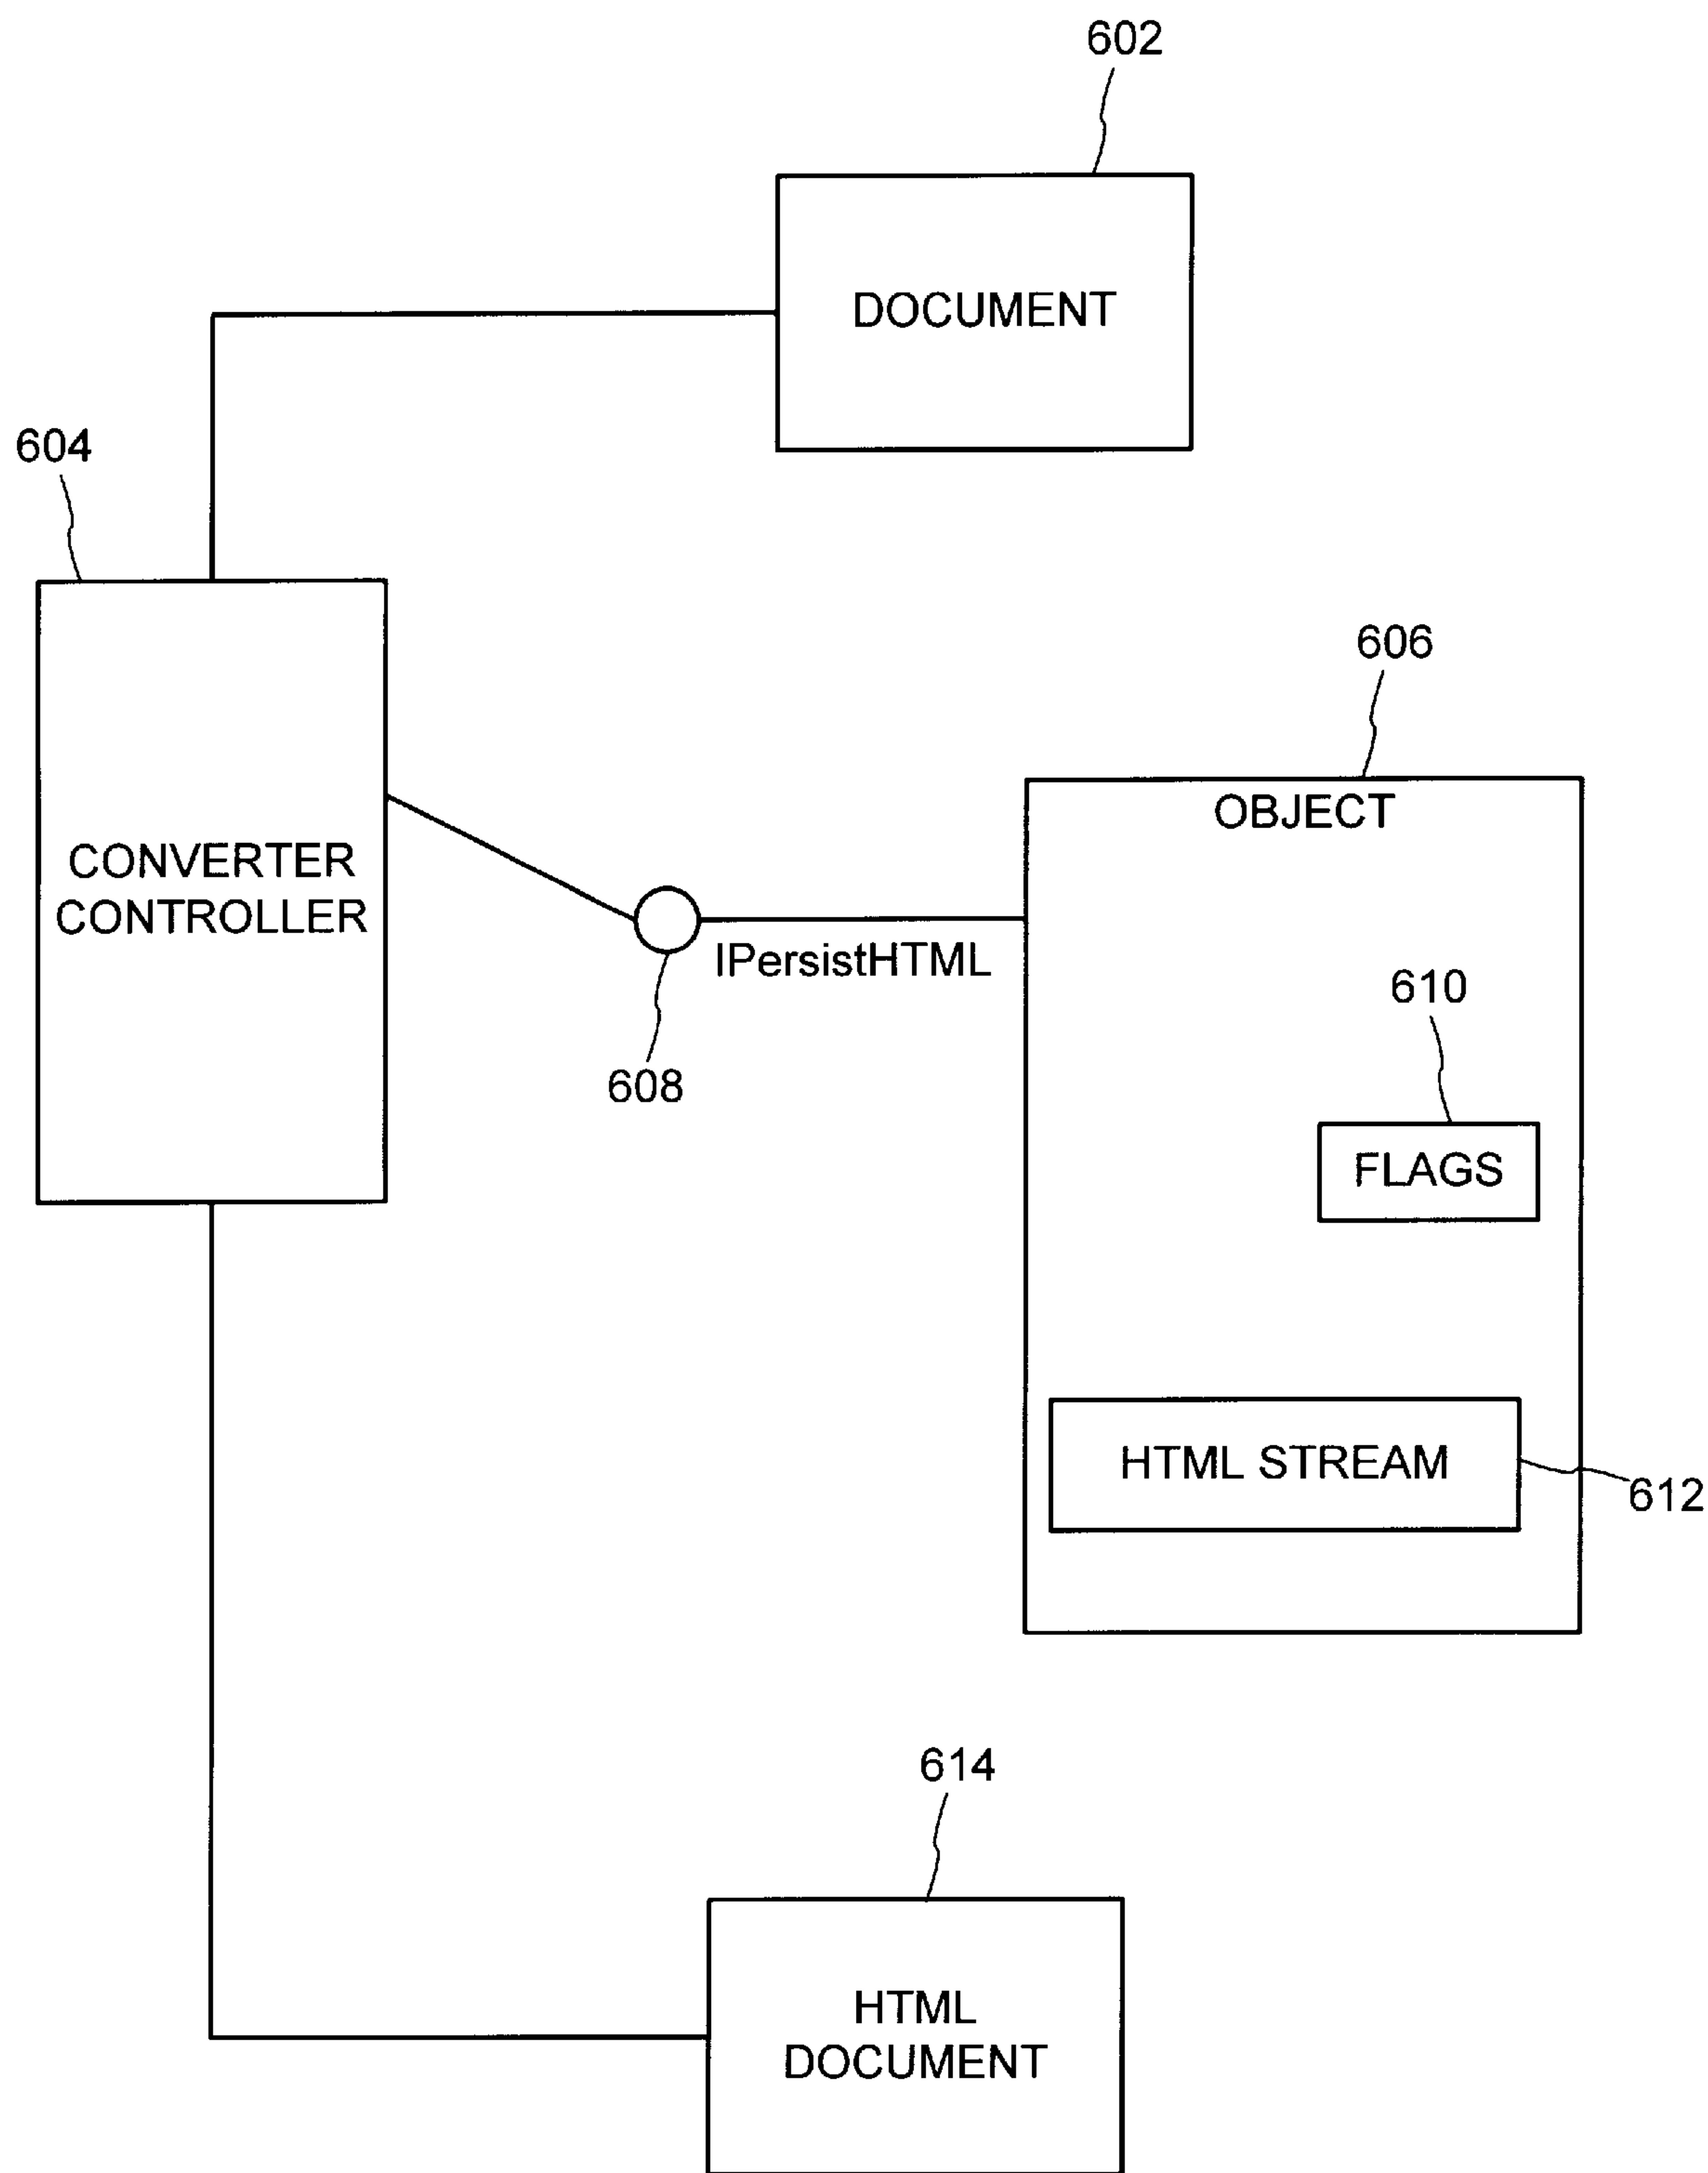 602
DOCUMENT
604
606
OBJECT
CONVERTER
CONTROLLER
IPersistHTML
608
610
FLAGS
HTML STREAM
612
614
HTML
DOCUMENT